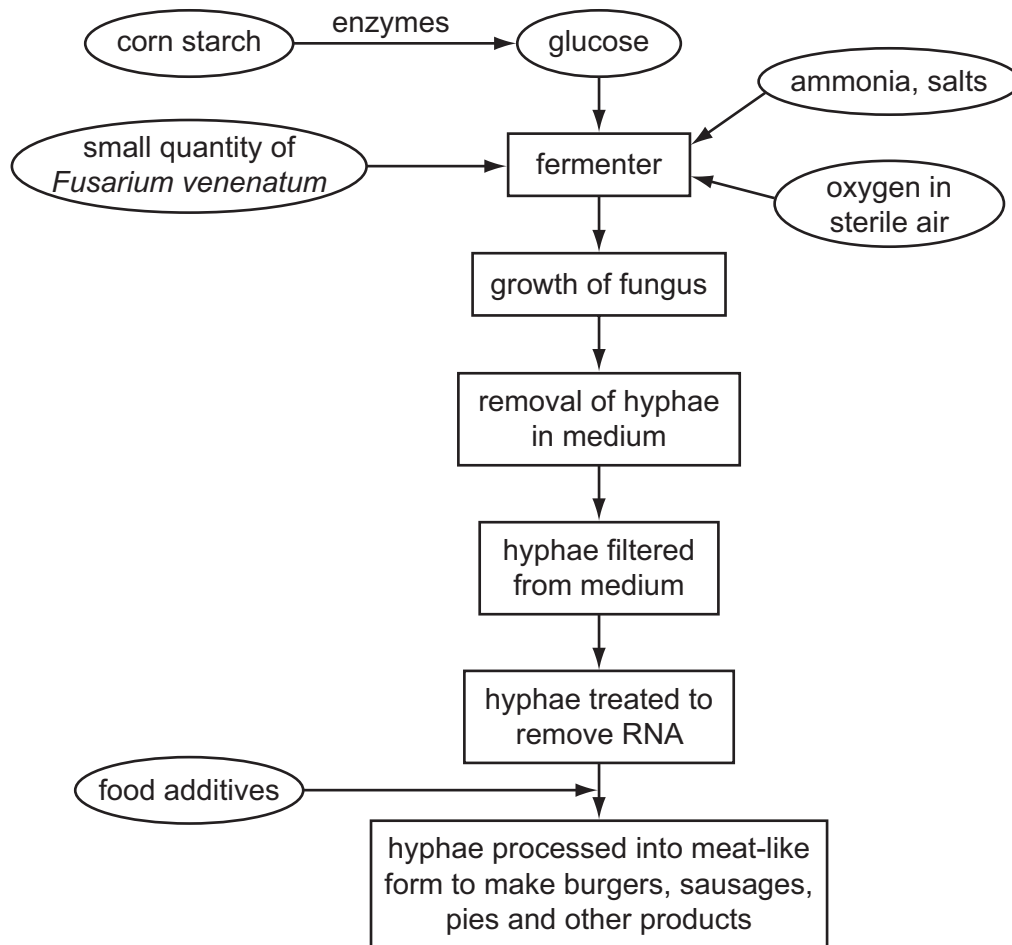 corn starch
enzymes
glucose
ammonia, salts
small quantity of
Fusarium venenatum
fermenter
oxygen in
sterile air
growth of fungus
removal of hyphae
in medium
hyphae filtered
from medium
hyphae treated to
remove RNA
food additives
hyphae processed into meat-like
form to make burgers, sausages,
pies and other products